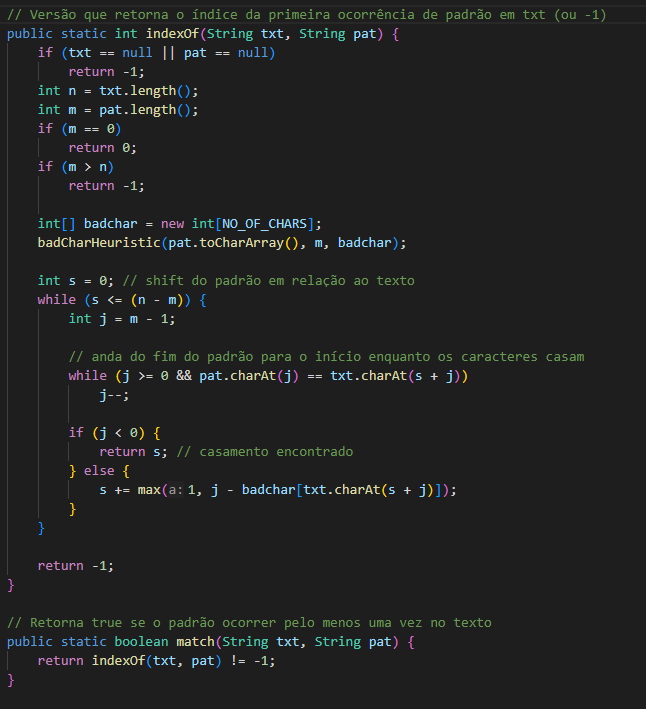 // Versão que retorna o índice da primeira ocorrência de padrão em txt (ou -1)
public static int indexOf(String txt, String pat) {
    if (txt == null || pat == null)
        return -1;
    int n = txt.length();
    int m = pat.length();
    if (m == 0)
        return 0;
    if (m > n)
        return -1;

    int[] badchar = new int[NO_OF_CHARS];
    badCharHeuristic(pat.toCharArray(), m, badchar);

    int s = 0; // shift do padrão em relação ao texto
    while (s <= (n - m)) {
        int j = m - 1;

        // anda do fim do padrão para o início enquanto os caracteres casam
        while (j >= 0 && pat.charAt(j) == txt.charAt(s + j))
            j--;

        if (j < 0) {
            return s; // casamento encontrado
        } else {
            s += max(a: 1, j - badchar[txt.charAt(s + j)]);
        }
    }

    return -1;
}

// Retorna true se o padrão ocorrer pelo menos uma vez no texto
public static boolean match(String txt, String pat) {
    return indexOf(txt, pat) != -1;
}